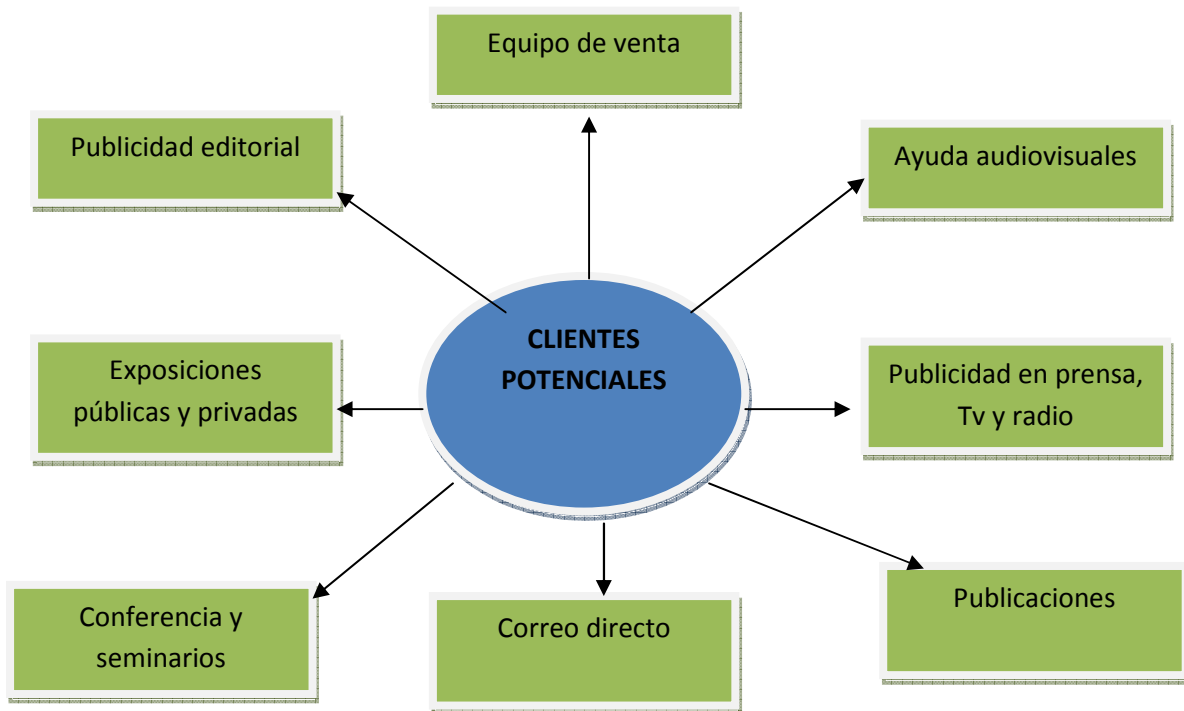 Equipo de venta
Publicidad editorial
Ayuda audiovisuales
CLIENTES
POTENCIALES
Exposiciones
públicas y privadas
Publicidad en prensa,
Tv y radio
Conferencia y
seminarios
Correo directo
Publicaciones